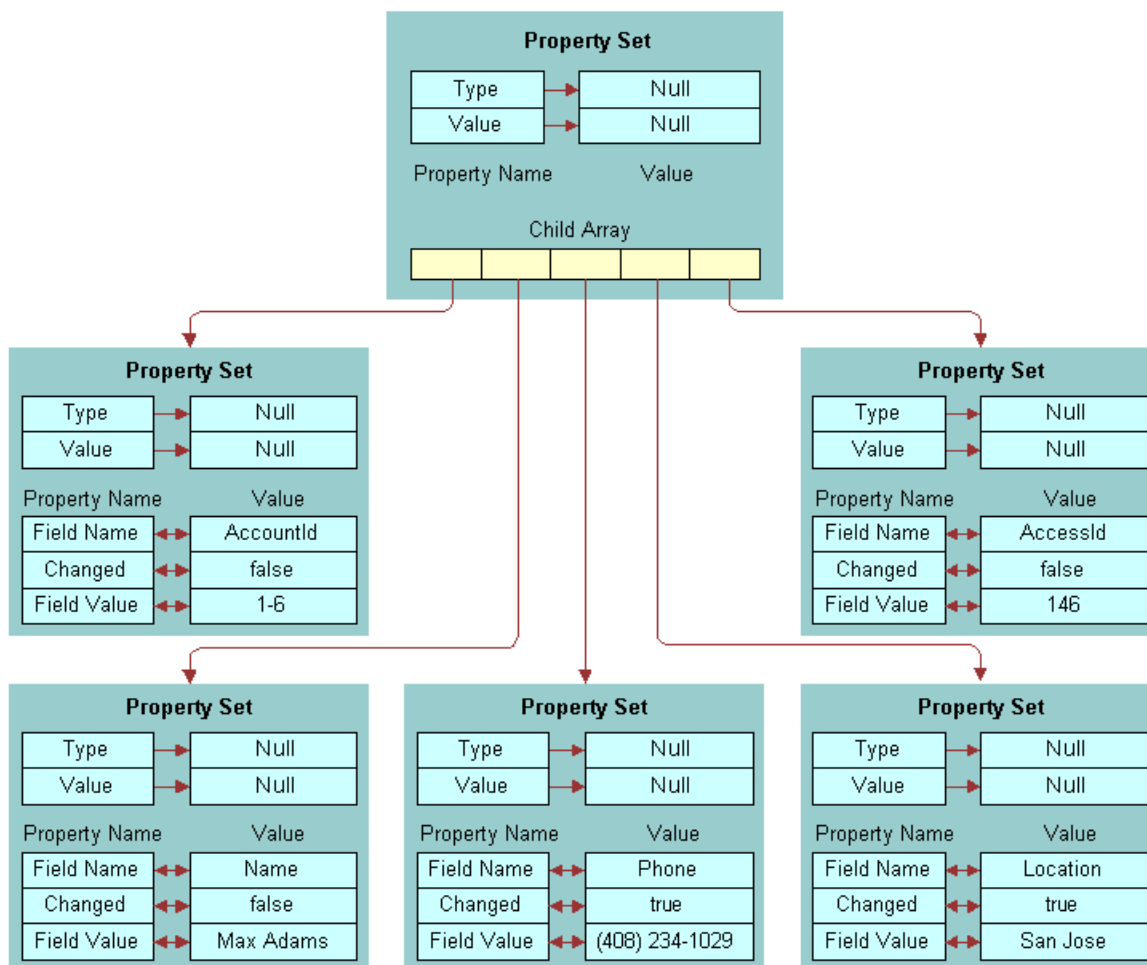 Property Set
Type Null
Value Null
Property Name Value
Child Array
Property Set
Type Null
Value Null
Property Name Value
Field Name AccountId
Changed false
Field Value 1-6
Property Set
Type Null
Value Null
Property Name Value
Field Name AccessId
Changed false
Field Value 146
Property Set
Type Null
Value Null
Property Name Value
Field Name Name
Changed false
Field Value Max Adams
Property Set
Type Null
Value Null
Property Name Value
Field Name Phone
Changed true
Field Value (408) 234-1029
Property Set
Type Null
Value Null
Property Name Value
Field Name Location
Changed true
Field Value San Jose